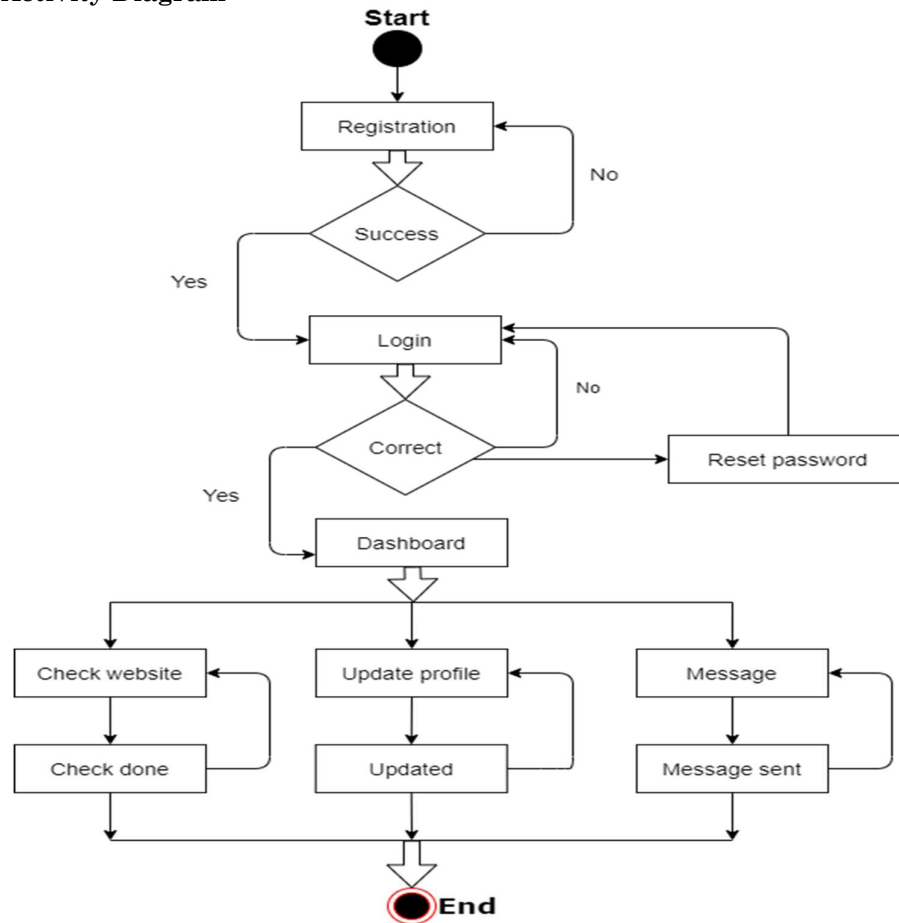 Activity Diagram
Start
Registration
No
Success
Yes
Login
No
Correct
Reset password
Yes
Dashboard
Check website
Update profile
Message
Check done
Updated
Message sent
End